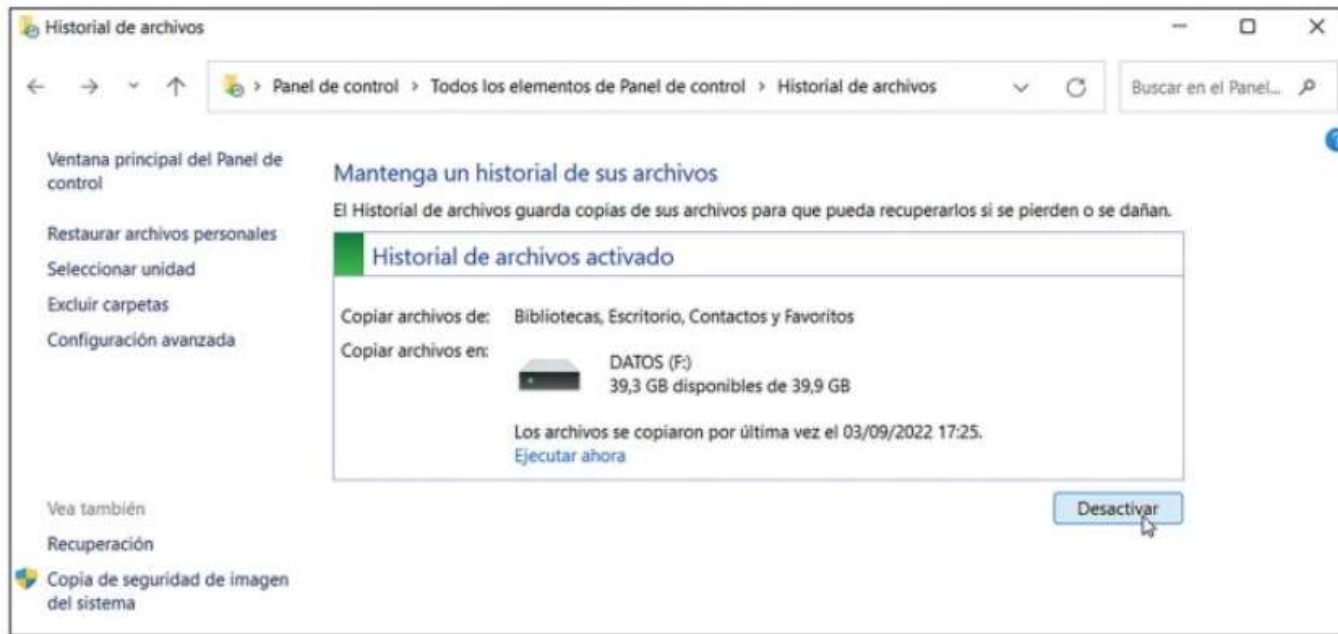 Historial de archivos
Panel de control > Todos los elementos de Panel de control > Historial de archivos
Buscar en el Panel...
Ventana principal del Panel de
control
Restaurar archivos personales
Seleccionar unidad
Excluir carpetas
Configuración avanzada
Mantenga un historial de sus archivos
El Historial de archivos guarda copias de sus archivos para que pueda recuperarlos si se pierden o se dañan.
Historial de archivos activado
Copiar archivos de: Bibliotecas, Escritorio, Contactos y Favoritos
Copiar archivos en:
DATOS (F:)
39,3 GB disponibles de 39,9 GB
Los archivos se copiaron por última vez el 03/09/2022 17:25.
Ejecutar ahora
Desactivar
Vea también
Recuperación
Copia de seguridad de imagen
del sistema